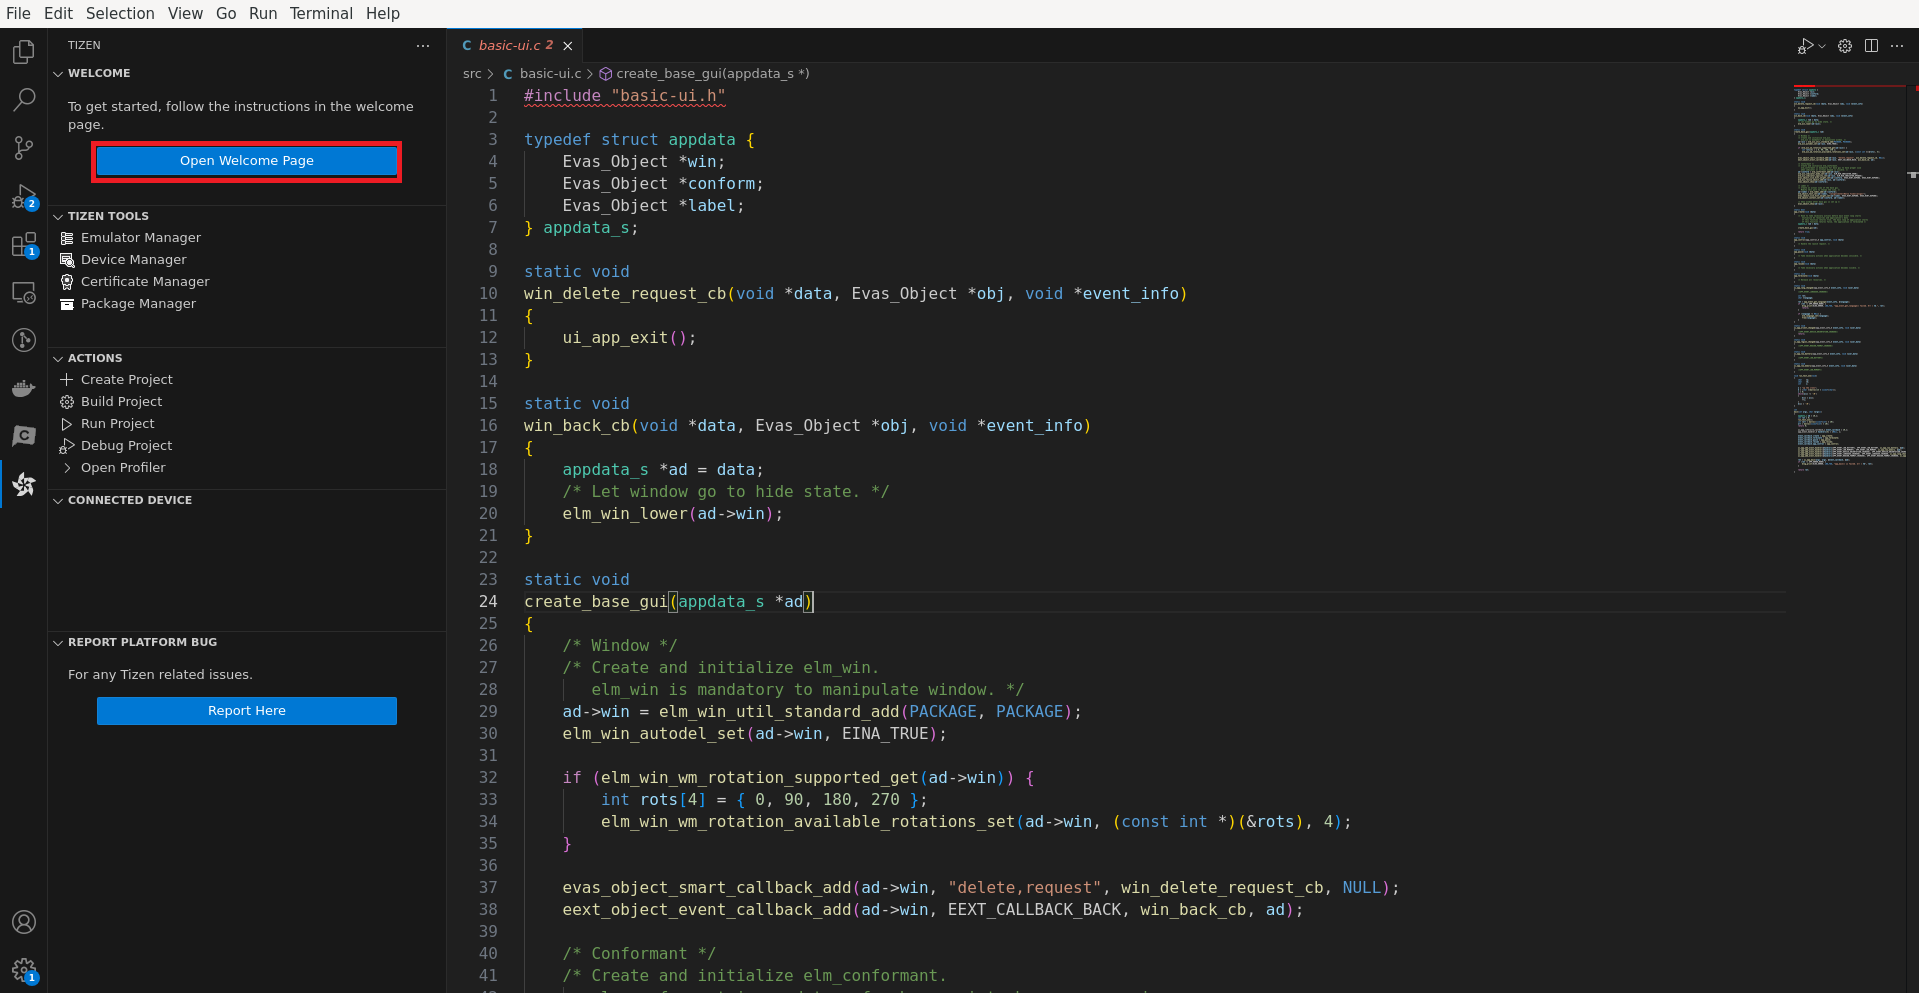 File Edit Selection View Go Run Terminal Help
TIZEN
WELCOME
To get started, follow the instructions in the welcome
page.
Open Welcome Page
TIZEN TOOLS
Emulator Manager
Device Manager
Certificate Manager
Package Manager
ACTIONS
Create Project
Build Project
Run Project
Debug Project
Open Profiler
CONNECTED DEVICE
REPORT PLATFORM BUG
For any Tizen related issues.
Report Here
2
1
1
C basic-ui.c 2
src > C basic-ui.c > create_base_gui(appdata_s *)
1 #include "basic-ui.h"
2
3 typedef struct appdata {
4 Evas_Object *win;
5 Evas_Object *conform;
6 Evas_Object *label;
7 } appdata_s;
8
9 static void
10 win_delete_request_cb(void *data, Evas_Object *obj, void *event_info)
11 {
12 ui_app_exit();
13 }
14
15 static void
16 win_back_cb(void *data, Evas_Object *obj, void *event_info)
17 {
18 appdata_s *ad = data;
19 /* Let window go to hide state. */
20 elm_win_lower(ad->win);
21 }
22
23 static void
24 create_base_gui(appdata_s *ad)
25 {
26 /* Window */
27 /* Create and initialize elm_win.
28 elm_win is mandatory to manipulate window. */
29 ad->win = elm_win_util_standard_add(PACKAGE, PACKAGE);
30 elm_win_autodel_set(ad->win, EINA_TRUE);
31
32 if (elm_win_wm_rotation_supported_get(ad->win)) {
33 int rots[4] = { 0, 90, 180, 270 };
34 elm_win_wm_rotation_available_rotations_set(ad->win, (const int *)(&rots), 4);
35 }
36
37 evas_object_smart_callback_add(ad->win, "delete,request", win_delete_request_cb, NULL);
38 eext_object_event_callback_add(ad->win, EEXT_CALLBACK_BACK, win_back_cb, ad);
39
40 /* Conformant */
41 /* Create and initialize elm_conformant.